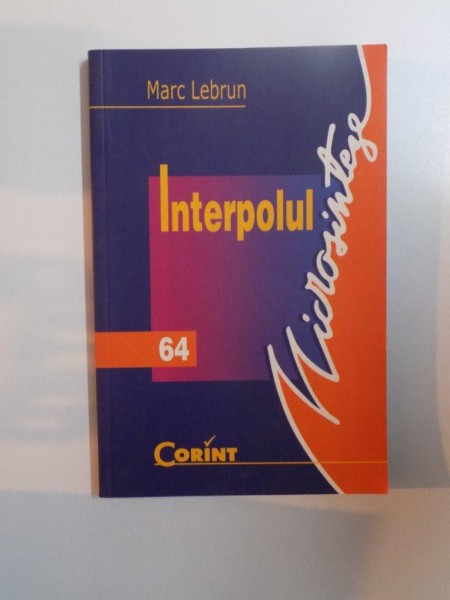 Marc Lebrun
Interpolul
Microsinteze
64
CORINT